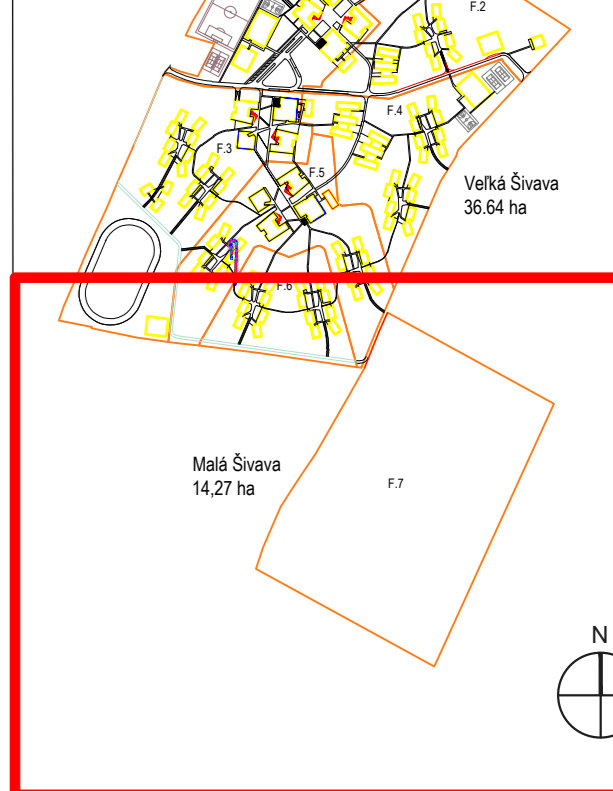 F.2
F.4
F.3
F.5
Veľká Šivava
36.64 ha
F.6
Malá Šivava
14,27 ha
F.7
N